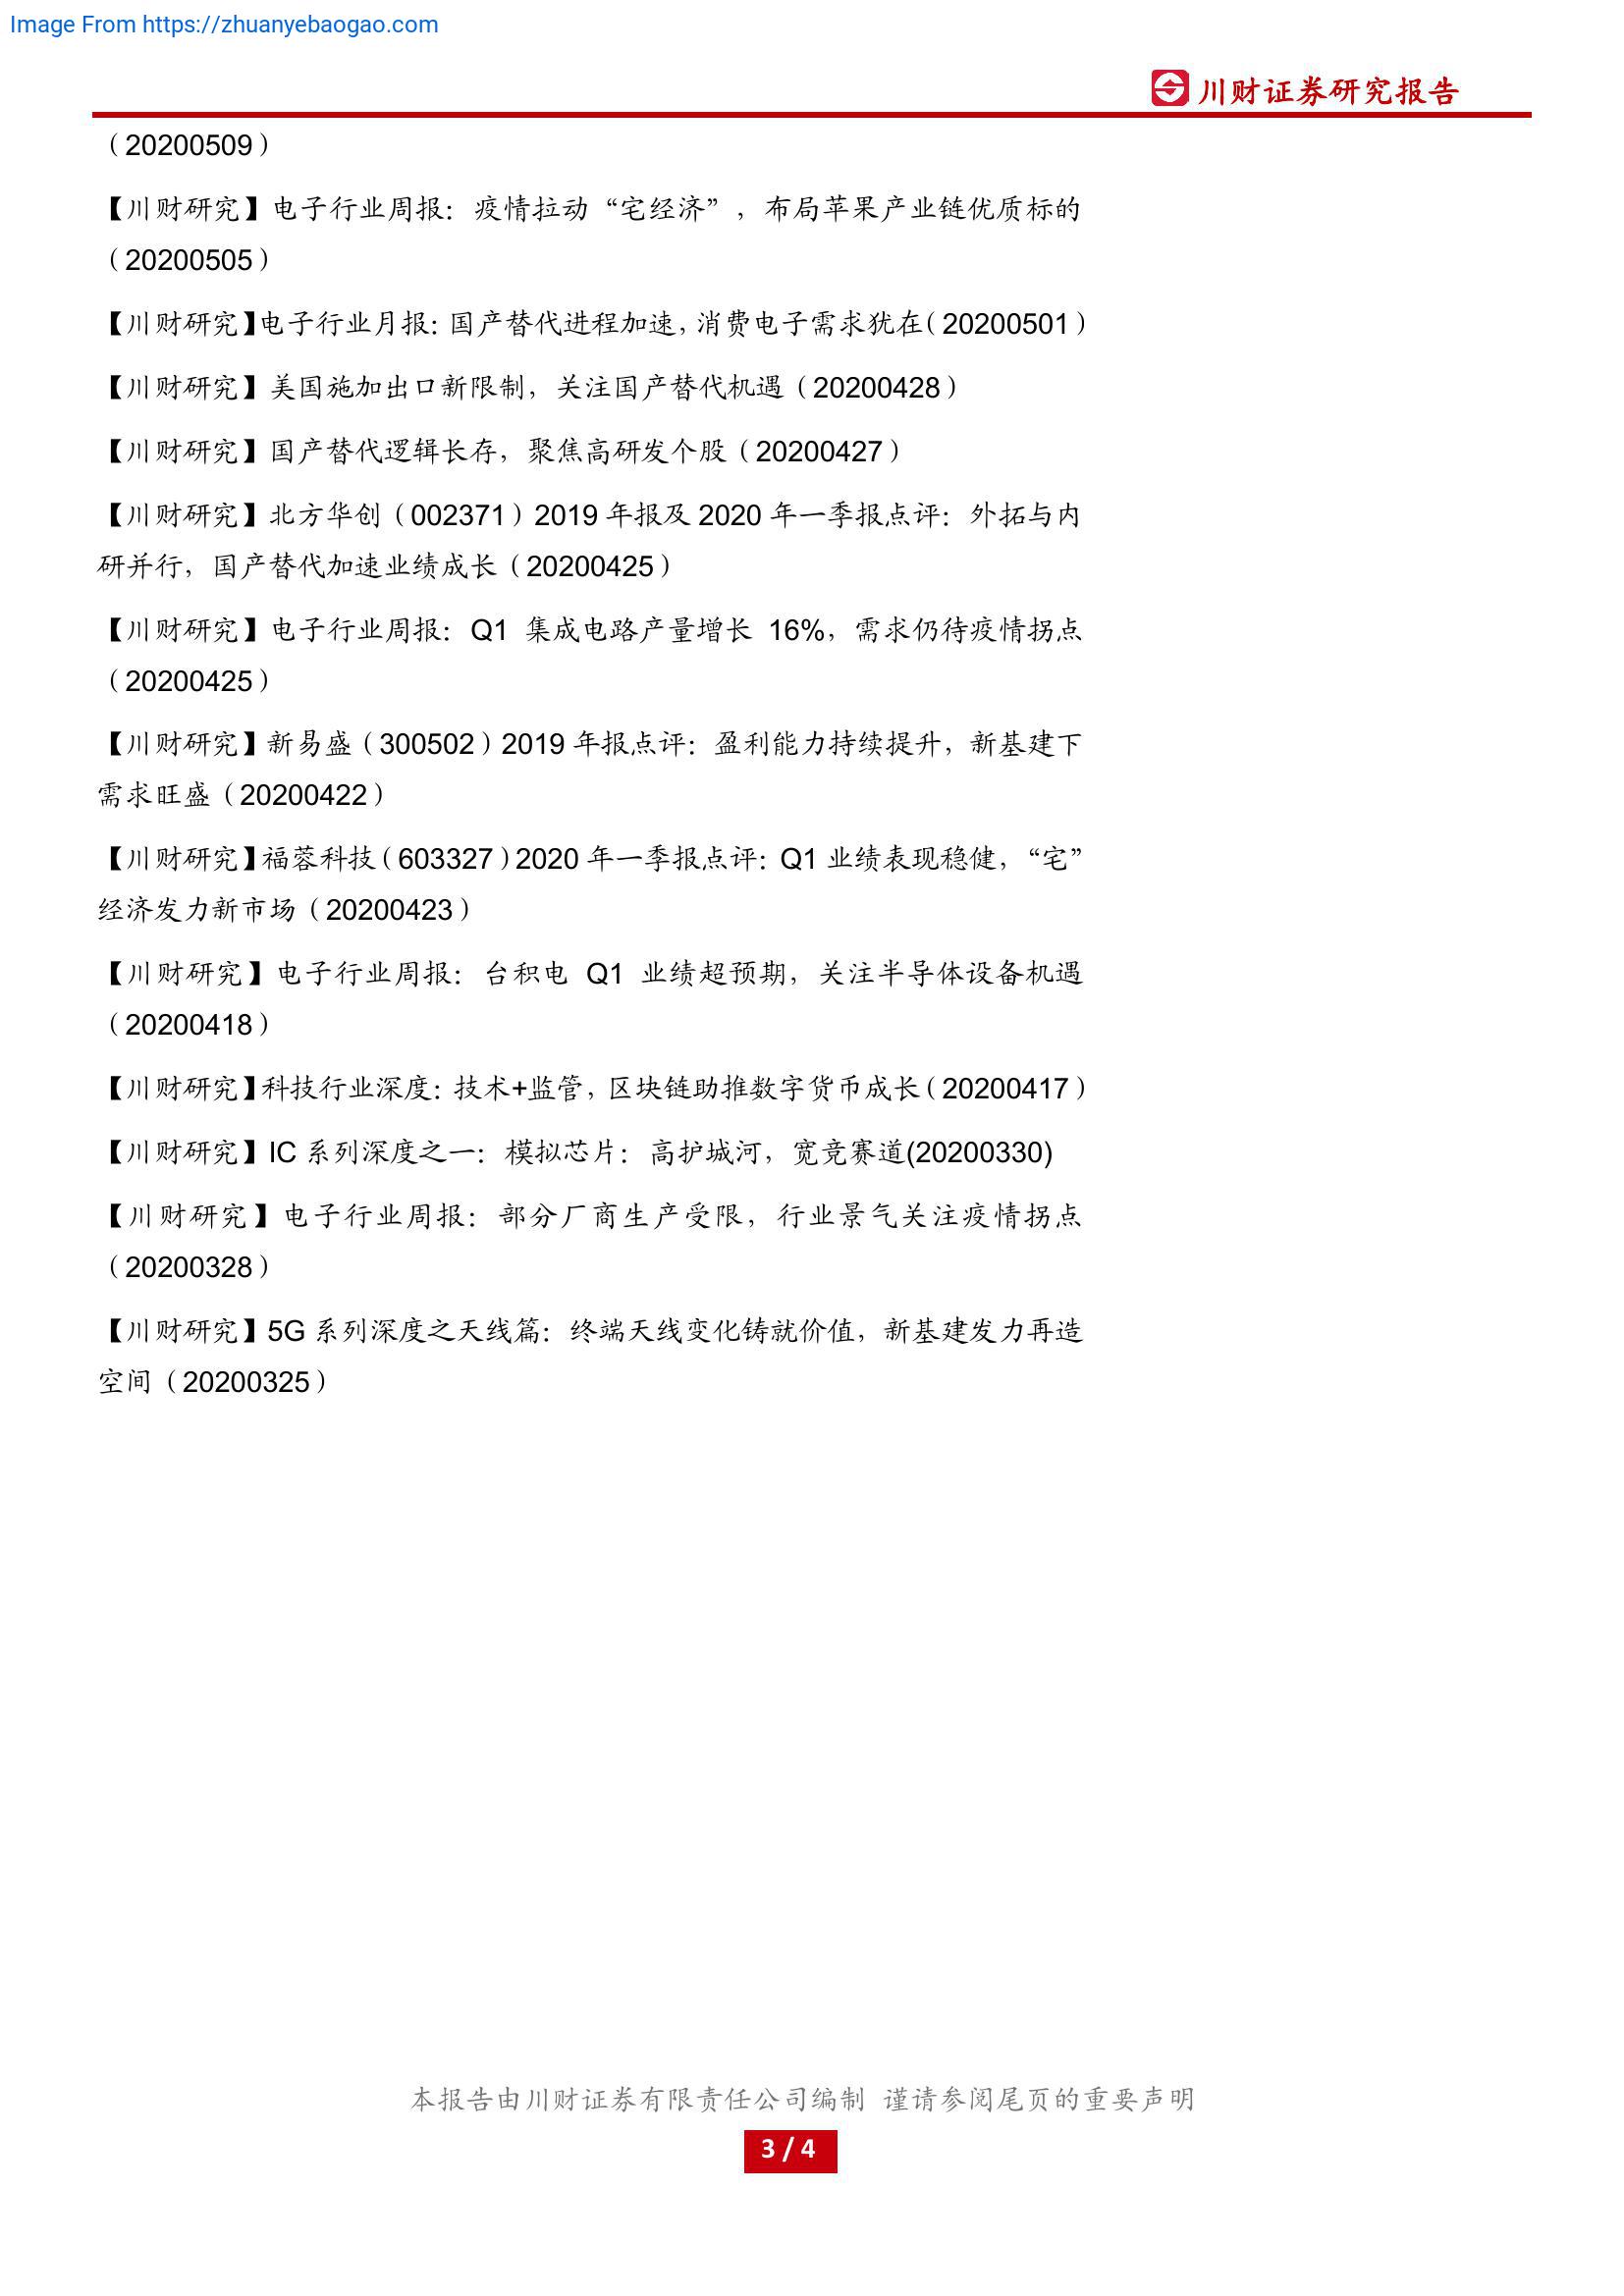 Image From https://zhuanyebaogao.com
川财证券研究报告
（20200509）
【川财研究】电子行业周报：疫情拉动“宅经济”，布局苹果产业链优质标的
（20200505）
【川财研究】电子行业月报：国产替代进程加速，消费电子需求犹在（20200501）
【川财研究】美国施加出口新限制，关注国产替代机遇（20200428）
【川财研究】国产替代逻辑长存，聚焦高研发个股（20200427）
【川财研究】北方华创（002371）2019 年报及 2020 年一季报点评：外拓与内
研并行，国产替代加速业绩成长（20200425）
【川财研究】电子行业周报：Q1 集成电路产量增长 16%，需求仍待疫情拐点
（20200425）
【川财研究】新易盛（300502）2019 年报点评：盈利能力持续提升，新基建下
需求旺盛（20200422）
【川财研究】福蓉科技（603327）2020 年一季报点评：Q1 业绩表现稳健，“宅”
经济发力新市场（20200423）
【川财研究】电子行业周报：台积电 Q1 业绩超预期，关注半导体设备机遇
（20200418）
【川财研究】科技行业深度：技术+监管，区块链助推数字货币成长（20200417）
【川财研究】IC 系列深度之一：模拟芯片：高护城河，宽竞赛道(20200330)
【川财研究】电子行业周报：部分厂商生产受限，行业景气关注疫情拐点
（20200328）
【川财研究】5G 系列深度之天线篇：终端天线变化铸就价值，新基建发力再造
空间（20200325）
本报告由川财证券有限责任公司编制 谨请参阅尾页的重要声明
3 / 4